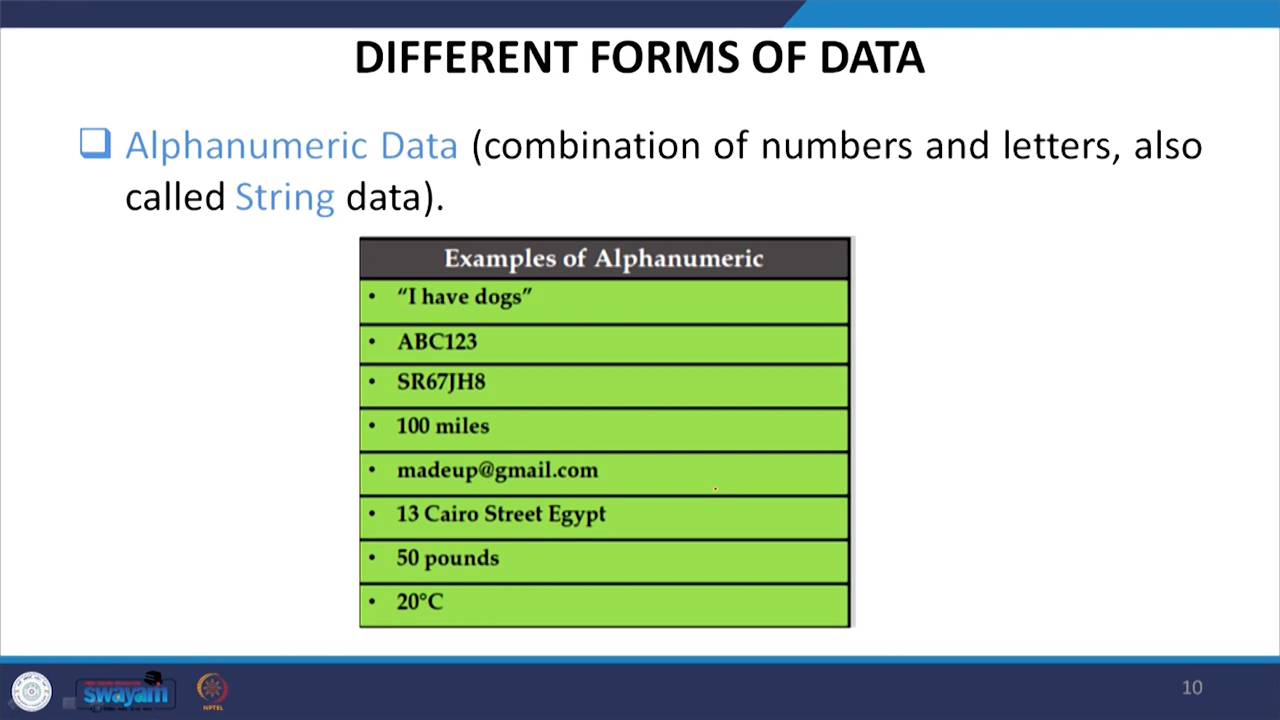 DIFFERENT FORMS OF DATA
❑ Alphanumeric Data (combination of numbers and letters, also
called String data).
Examples of Alphanumeric
• “I have dogs”
• ABC123
• SR67JH8
• 100 miles
• madeup@gmail.com
• 13 Cairo Street Egypt
• 50 pounds
• 20°C
swayam
NPTEL
10